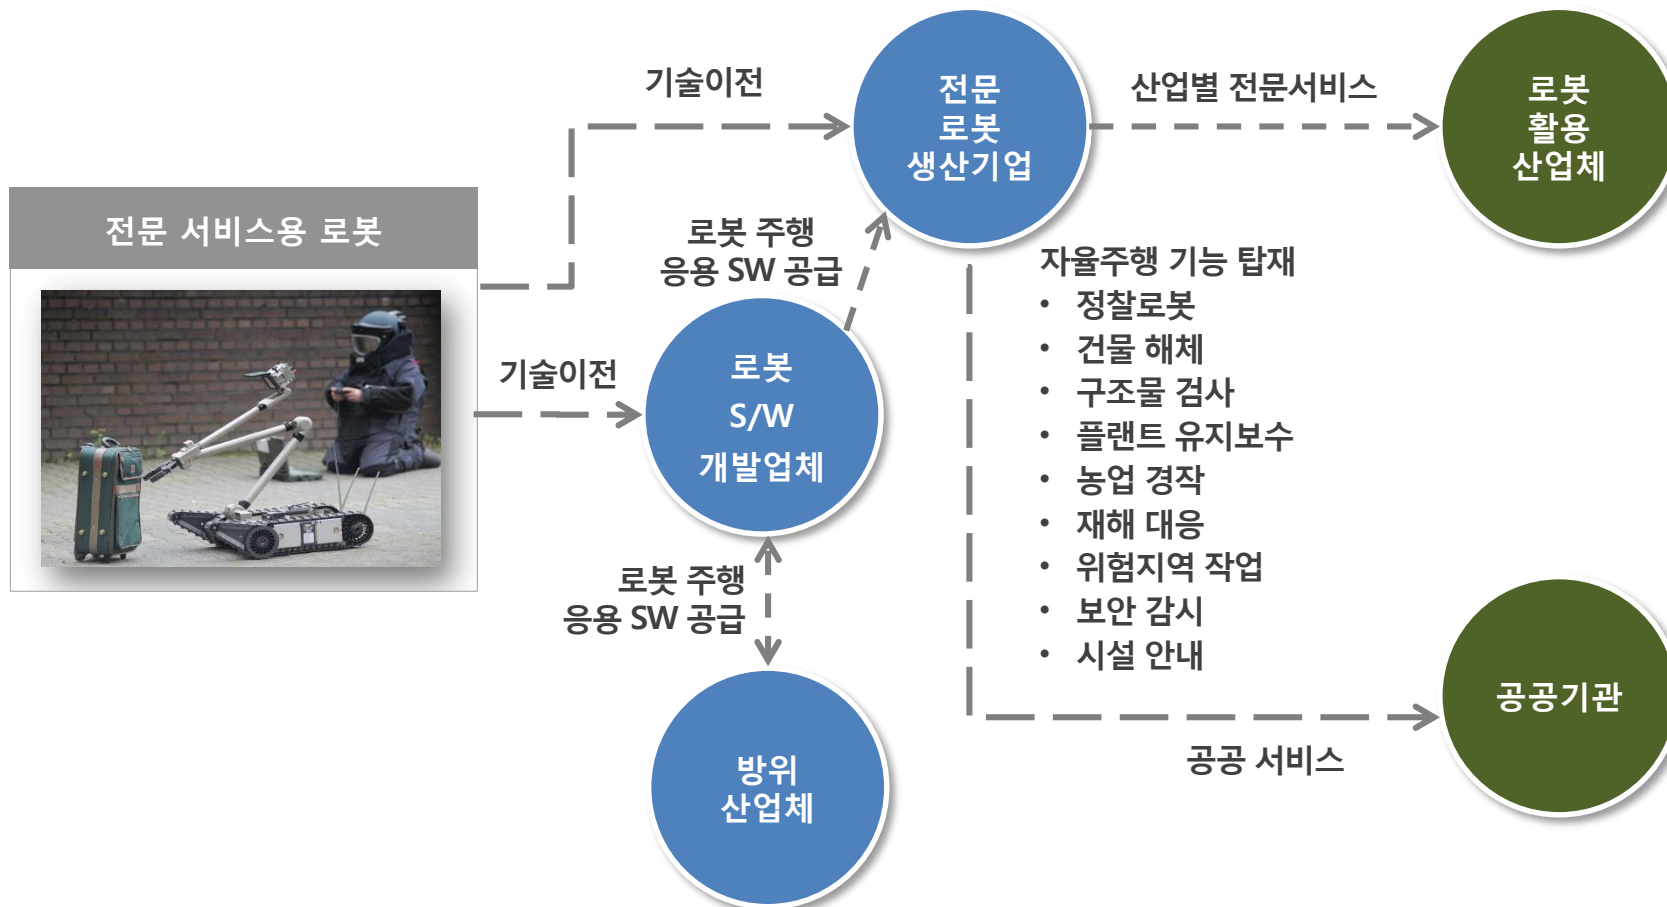 전문 서비스용 로봇
기술이전
기술이전
로봇 주행
응용 SW 공급
로봇
S/W
개발업체
로봇 주행
응용 SW 공급
방위
산업체
전문
로봇
생산기업
산업별 전문서비스
로봇
활용
산업체
자율주행 기능 탑재
• 정찰로봇
• 건물 해체
• 구조물 검사
• 플랜트 유지보수
• 농업 경작
• 재해 대응
• 위험지역 작업
• 보안 감시
• 시설 안내
공공 서비스
공공기관